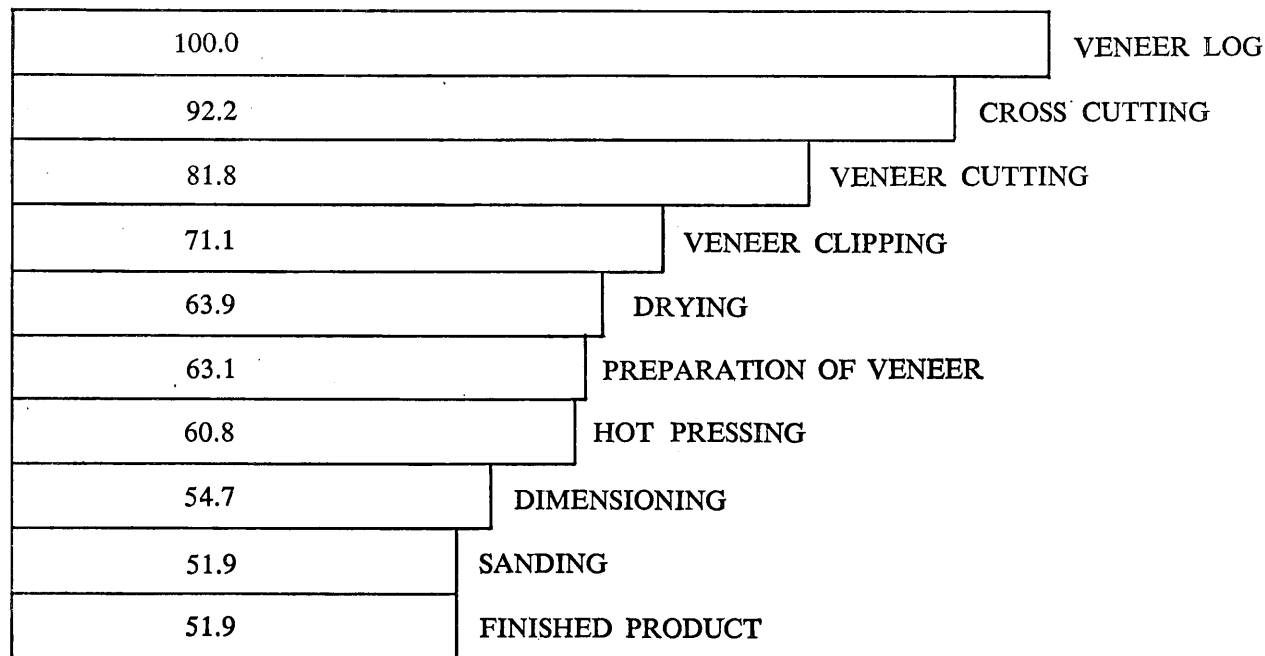 100.0 VENEER LOG
92.2 CROSS CUTTING
81.8 VENEER CUTTING
71.1 VENEER CLIPPING
63.9 DRYING
63.1 PREPARATION OF VENEER
60.8 HOT PRESSING
54.7 DIMENSIONING
51.9 SANDING
51.9 FINISHED PRODUCT